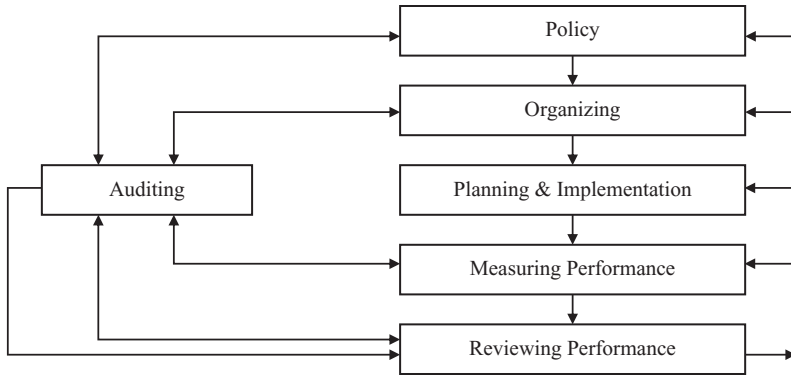 Policy
Organizing
Auditing
Planning & Implementation
Measuring Performance
Reviewing Performance